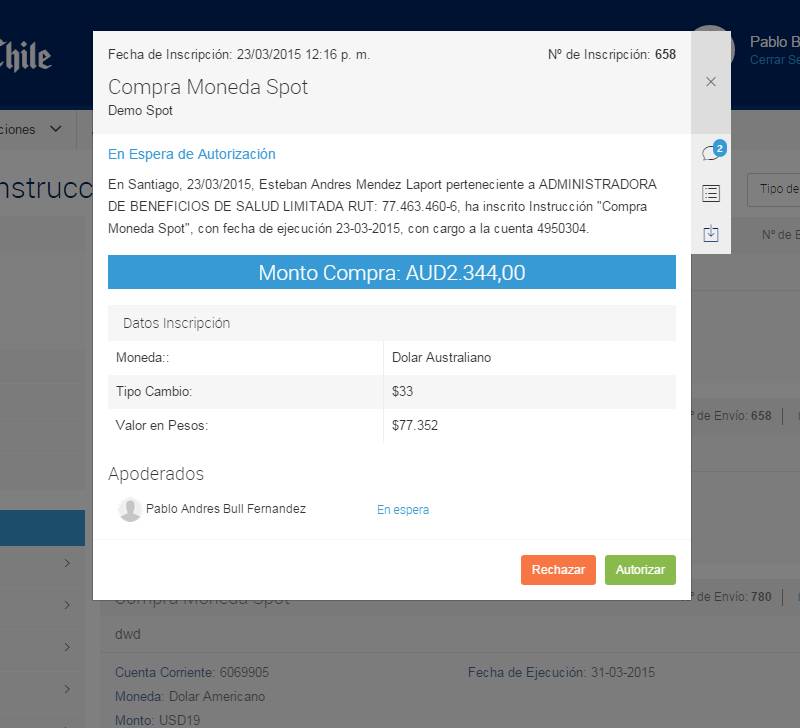 Chile
Pablo B
Cerrar Se
ciones
nstrucc
Tipo de
Nº de E
Fecha de Inscripción: 23/03/2015 12:16 p. m.
Nº de Inscripción: 658
Compra Moneda Spot
Demo Spot
2
En Espera de Autorización
En Santiago, 23/03/2015, Esteban Andres Mendez Laport perteneciente a ADMINISTRADORA
DE BENEFICIOS DE SALUD LIMITADA RUT: 77.463.460-6, ha inscrito Instrucción "Compra
Moneda Spot", con fecha de ejecución 23-03-2015, con cargo a la cuenta 4950304.
Monto Compra: AUD2.344,00
Datos Inscripción
Moneda:: Dolar Australiano
Tipo Cambio: $33
Valor en Pesos: $77.352
Apoderados
Pablo Andres Bull Fernandez En espera
Rechazar Autorizar
º de Envío: 658
Compra Moneda Spot
º de Envío: 780
dwd
Cuenta Corriente: 6069905 Fecha de Ejecución: 31-03-2015
Moneda: Dolar Americano
Monto: USD19